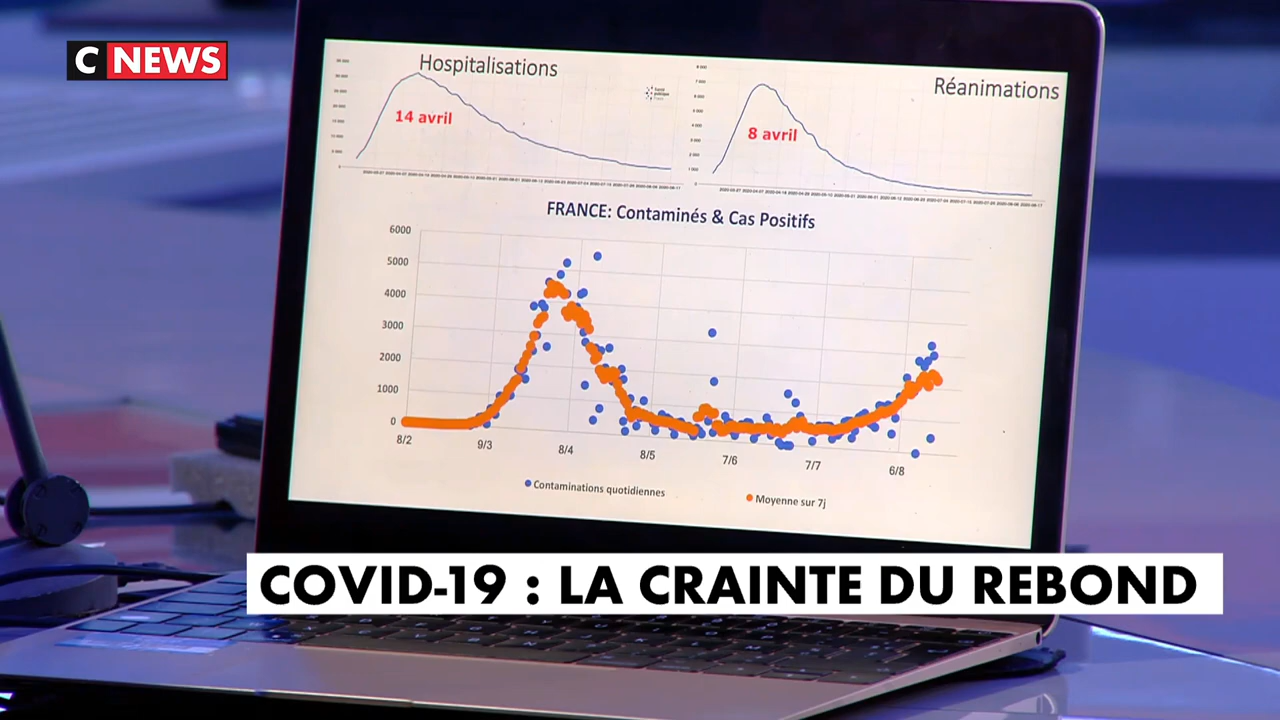 C NEWS
Hospitalisations
Réanimations
14 avril
8 avril
FRANCE: Contaminés & Cas Positifs
6000
5000
4000
3000
2000
1000
0
8/2 9/3 8/4 8/5 7/6 7/7 6/8
Contaminations quotidiennes Moyenne sur 7j
COVID-19 : LA CRAINTE DU REBOND